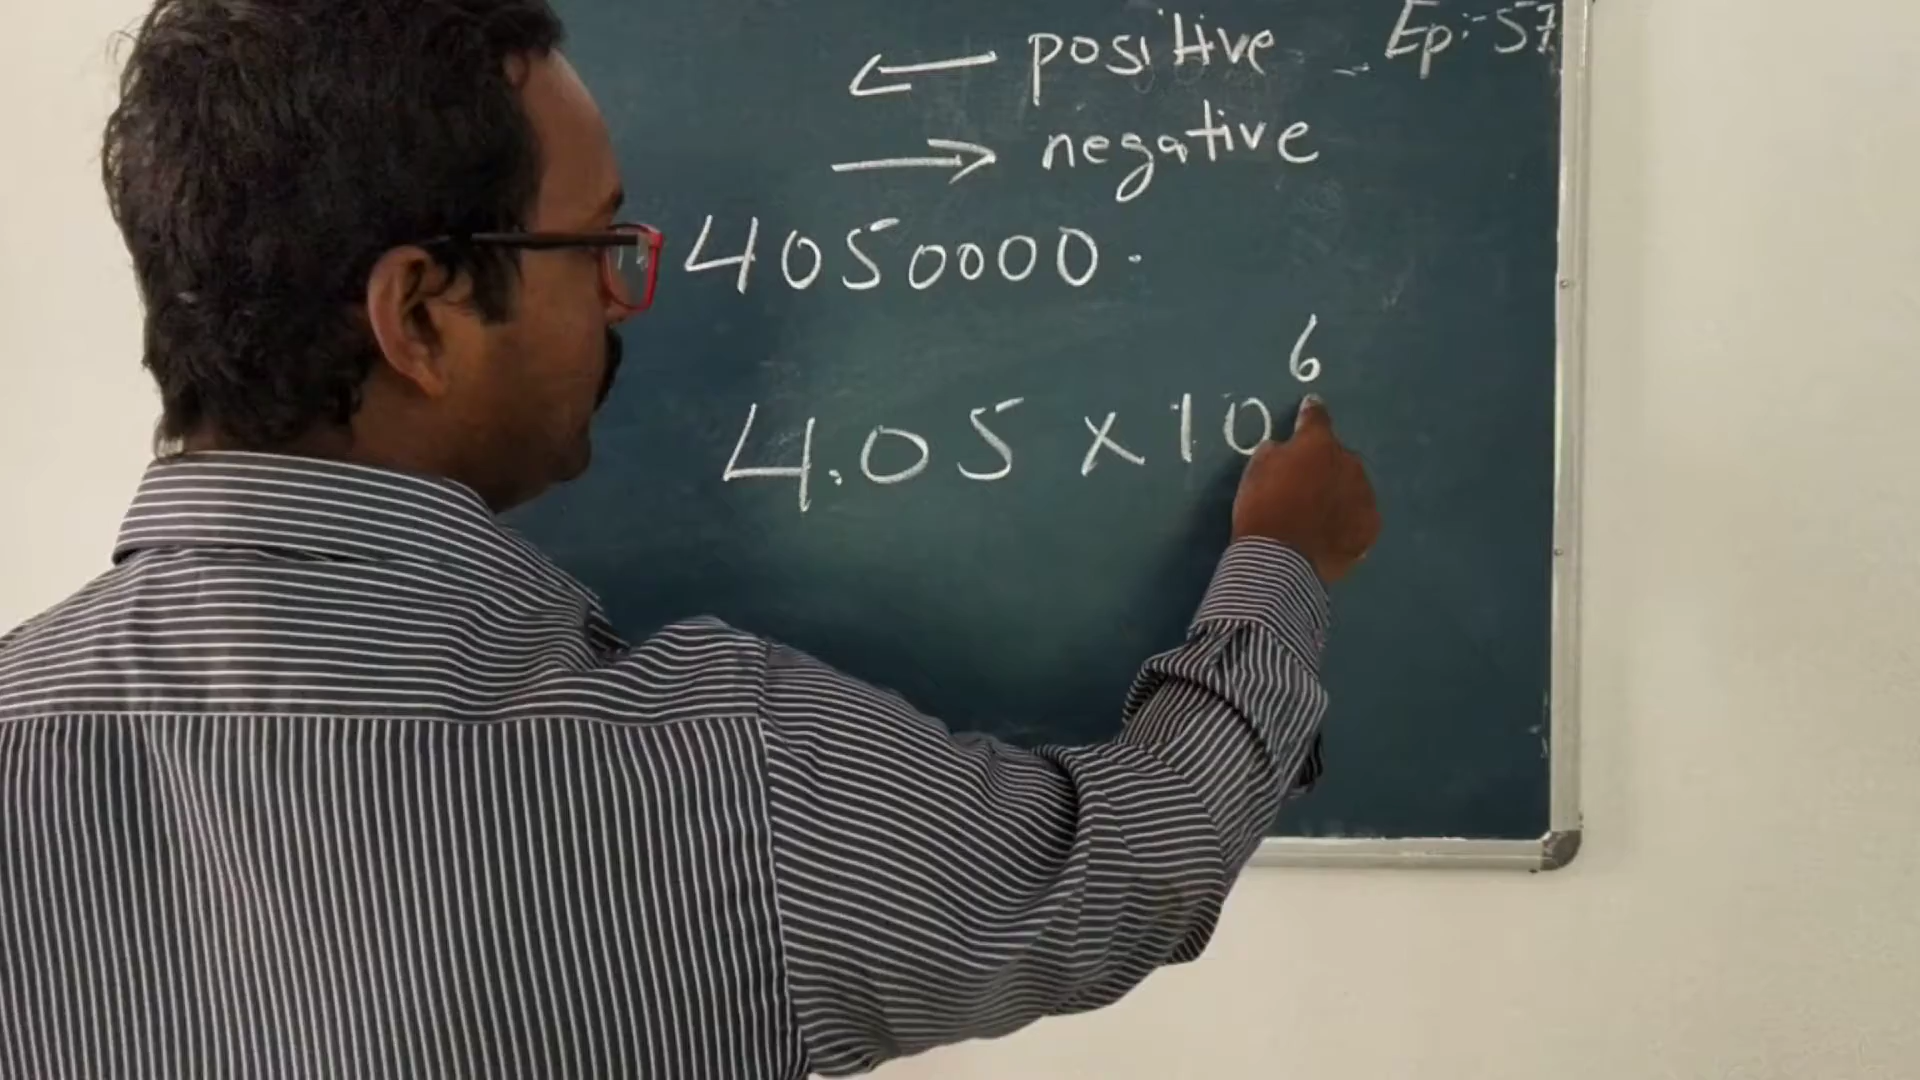 ← positive
Ep:-57
→ negative
4050000.
4.05 × 10⁶